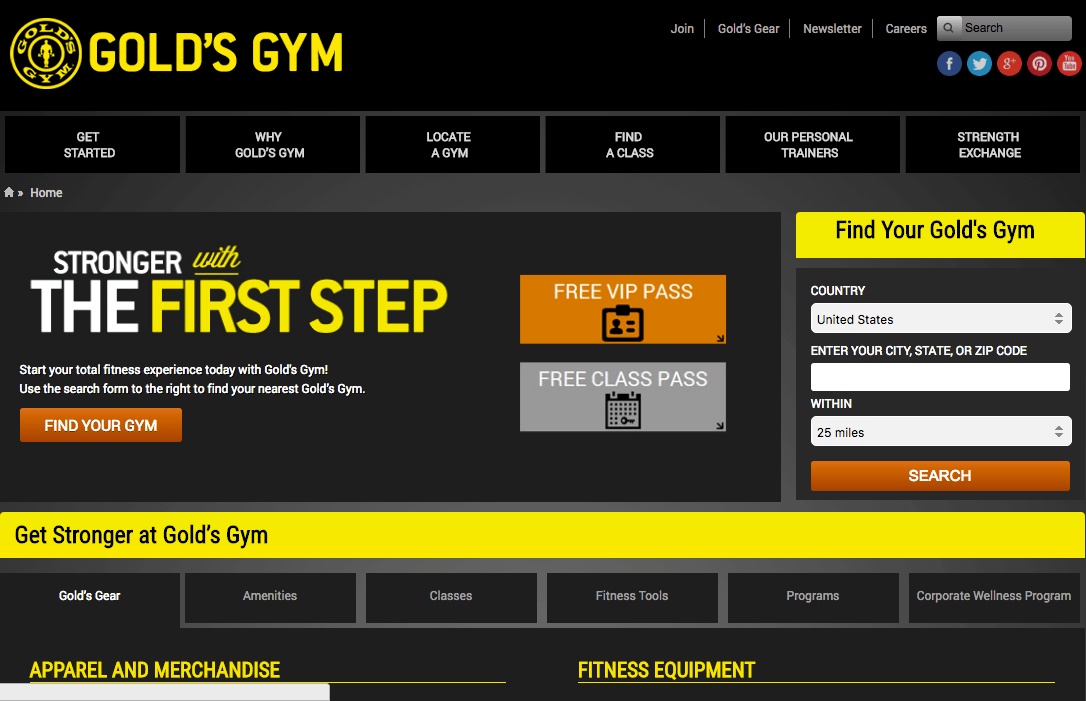 GOLD'S GYM
GOLD'S GYM
Join
Gold's Gear
Newsletter
Careers
Search
GET
STARTED
WHY
GOLD'S GYM
LOCATE
A GYM
FIND
A CLASS
OUR PERSONAL
TRAINERS
STRENGTH
EXCHANGE
» Home
STRONGER with
THE FIRST STEP
Start your total fitness experience today with Gold's Gym!
Use the search form to the right to find your nearest Gold's Gym.
FIND YOUR GYM
FREE VIP PASS
FREE CLASS PASS
Find Your Gold's Gym
COUNTRY
United States
ENTER YOUR CITY, STATE, OR ZIP CODE
WITHIN
25 miles
SEARCH
Get Stronger at Gold's Gym
Gold's Gear
Amenities
Classes
Fitness Tools
Programs
Corporate Wellness Program
APPAREL AND MERCHANDISE
FITNESS EQUIPMENT